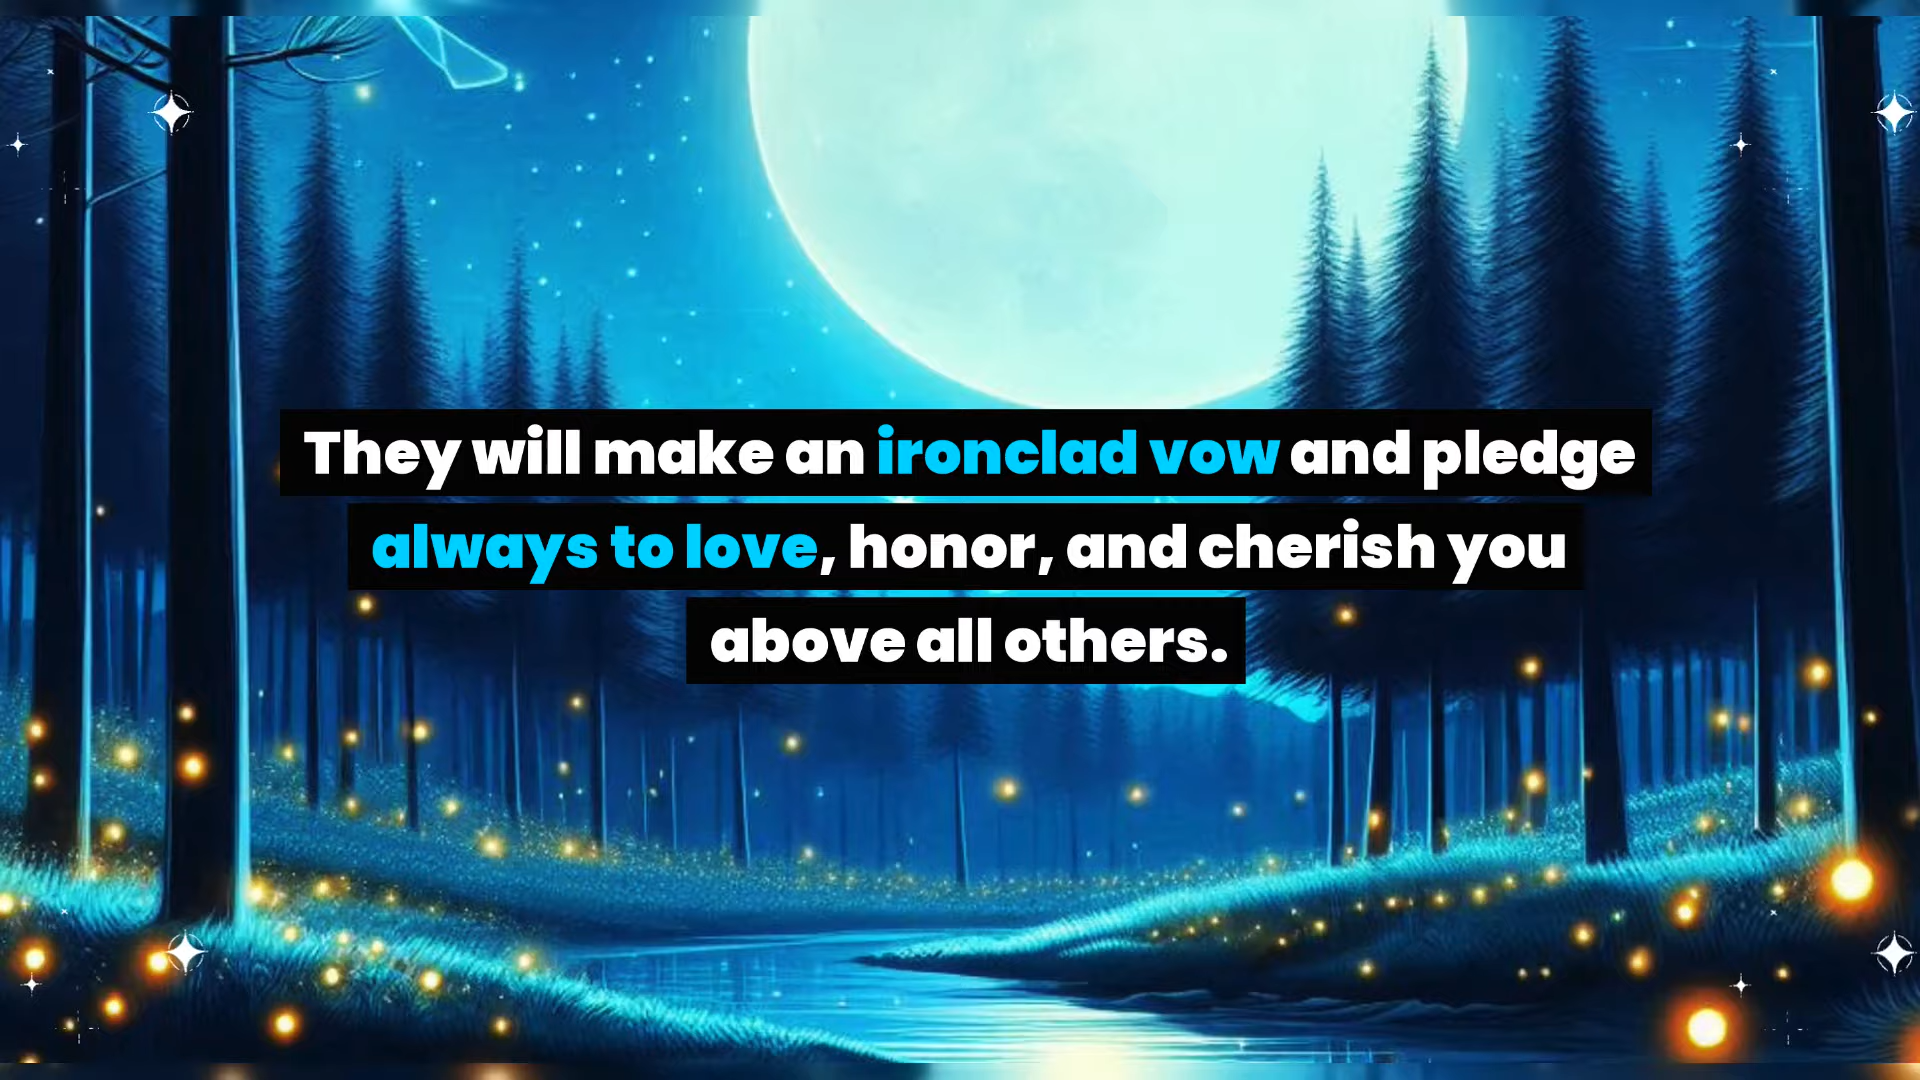 They will make an ironclad vow and pledge
always to love, honor, and cherish you
above all others.